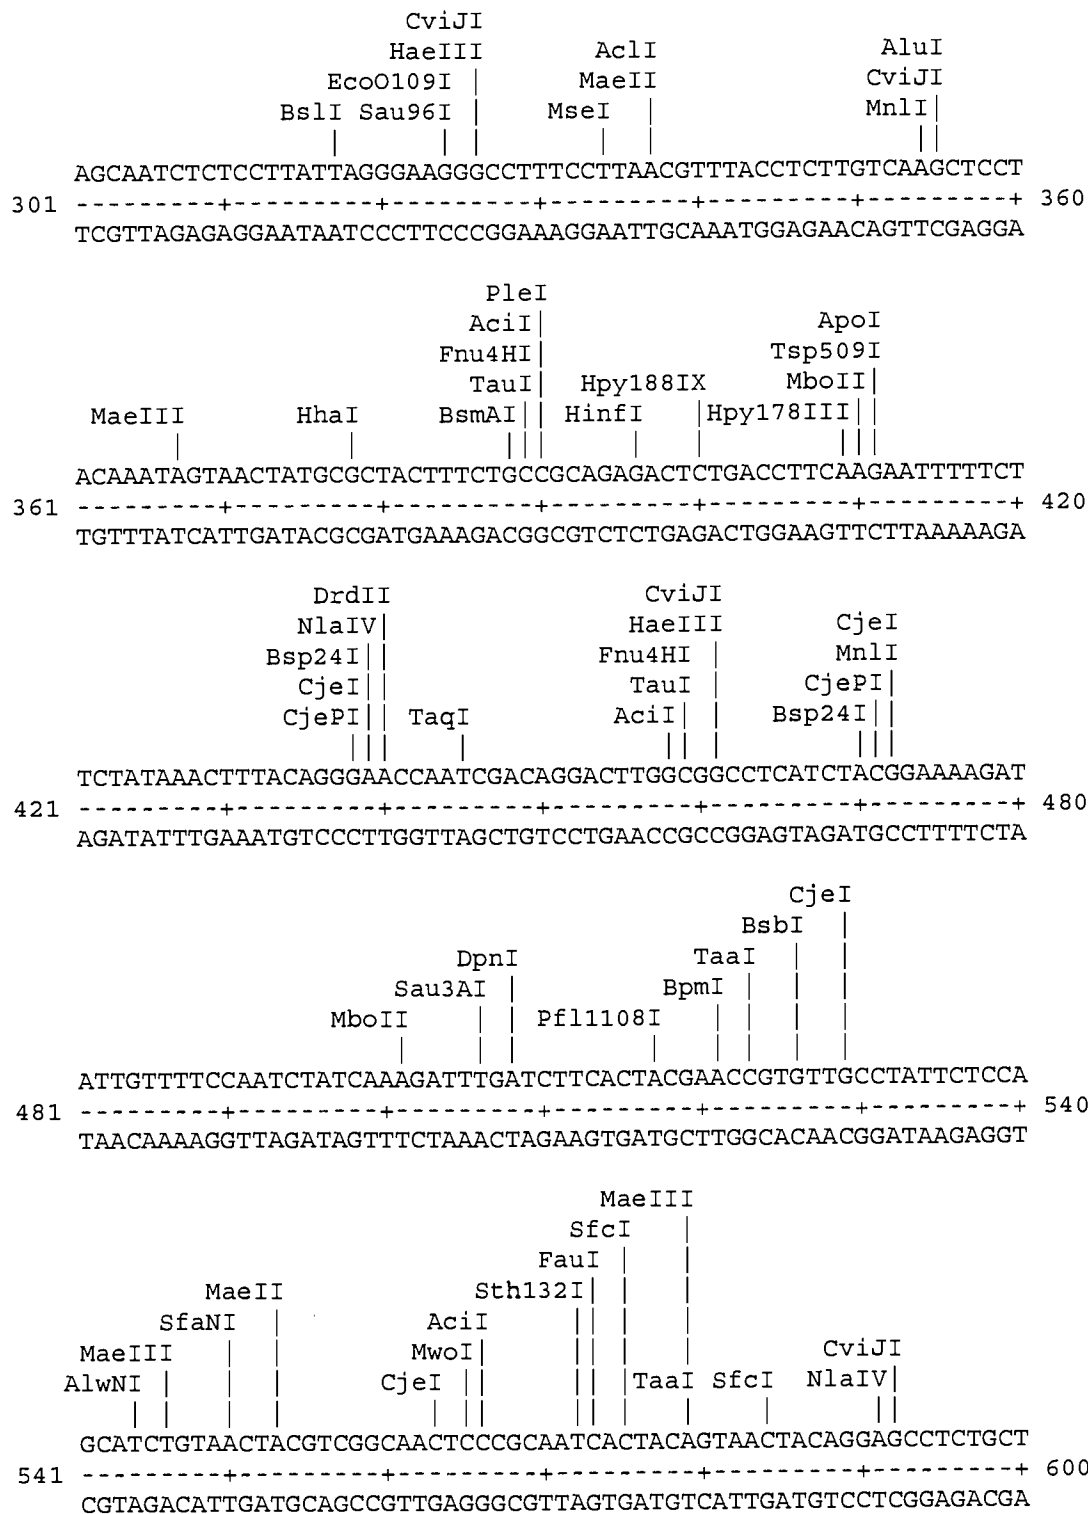 CviJI
HaeIII AclI AluI
EcoO109I | MaeII CviJI
BslI Sau96I | MseI | MnlI|
AGCAATCTCTCCTTATTAGGGAAGGGCCTTTCCTTAACGTTTACCTCTTGTCAAGCTCCT
301 ---------+---------+---------+---------+---------+---------+ 360
TCGTTAGAGAGGAATAATCCCTTCCCGGAAAGGAATTGCAAATGGAGAACAGTTCGAGGA
PleI
AciI| ApoI
Fnu4HI| Tsp509I
TauI| Hpy188IX MboII|
MaeIII HhaI BsmAI|| HinfI |Hpy178III||
ACAAATAGTAACTATGCGCTACTTTCTGCCGCAGAGACTCTGACCTTCAAGAATTTTTCT
361 ---------+---------+---------+---------+---------+---------+ 420
TGTTTATCATTGATACGCGATGAAAGACGGCGTCTCTGAGACTGGAAGTTCTTAAAAAGA
DrdII CviJI
NlaIV| HaeIII CjeI
Bsp24I|| Fnu4HI | MnlI
CjeI|| TauI | CjePI|
CjePI|| TaqI AciI| | Bsp24I||
TCTATAAACTTTACAGGGAACCAATCGACAGGACTTGGCGGCCTCATCTACGGAAAAGAT
421 ---------+---------+---------+---------+---------+---------+ 480
AGATATTTGAAATGTCCCTTGGTTAGCTGTCCTGAACCGCCGGAGTAGATGCCTTTTCTA
CjeI
BsbI |
DpnI TaaI | |
Sau3AI | BpmI | | |
MboII | | Pfl1108I | | | |
ATTGTTTTCCAATCTATCAAAGATTTGATCTTCACTACGAACCGTGTTGCCTATTCTCCA
481 ---------+---------+---------+---------+---------+---------+ 540
TAACAAAAGGTTAGATAGTTTCTAAACTAGAAGTGATGCTTGGCACAACGGATAAGAGGT
MaeIII
SfcI |
FauI | |
MaeII Sth132I| | |
SfaNI | AciI || | |
MaeIII | | MwoI| || | | CviJI
AlwNI | | | CjeI || || |TaaI SfcI NlaIV|
GCATCTGTAACTACGTCGGCAACTCCCGCAATCACTACAGTAACTACAGGAGCCTCTGCT
541 ---------+---------+---------+---------+---------+---------+ 600
CGTAGACATTGATGCAGCCGTTGAGGGCGTTAGTGATGTCATTGATGTCCTCGGAGACGA